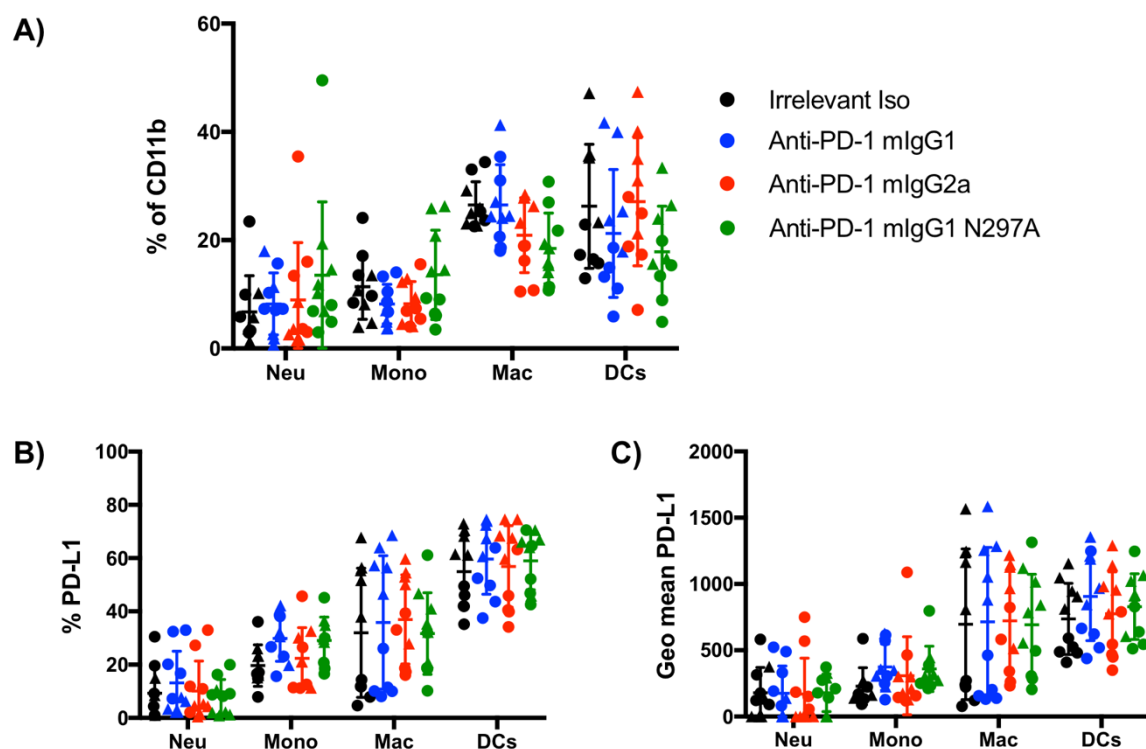 A)
60
40
20
0
% of CD11b
Neu Mono Mac DCs
Irrelevant Iso
Anti-PD-1 mIgG1
Anti-PD-1 mIgG2a
Anti-PD-1 mIgG1 N297A
B)
100
80
60
40
20
0
% PD-L1
Neu Mono Mac DCs
C)
2000
1500
1000
500
0
Geo mean PD-L1
Neu Mono Mac DCs